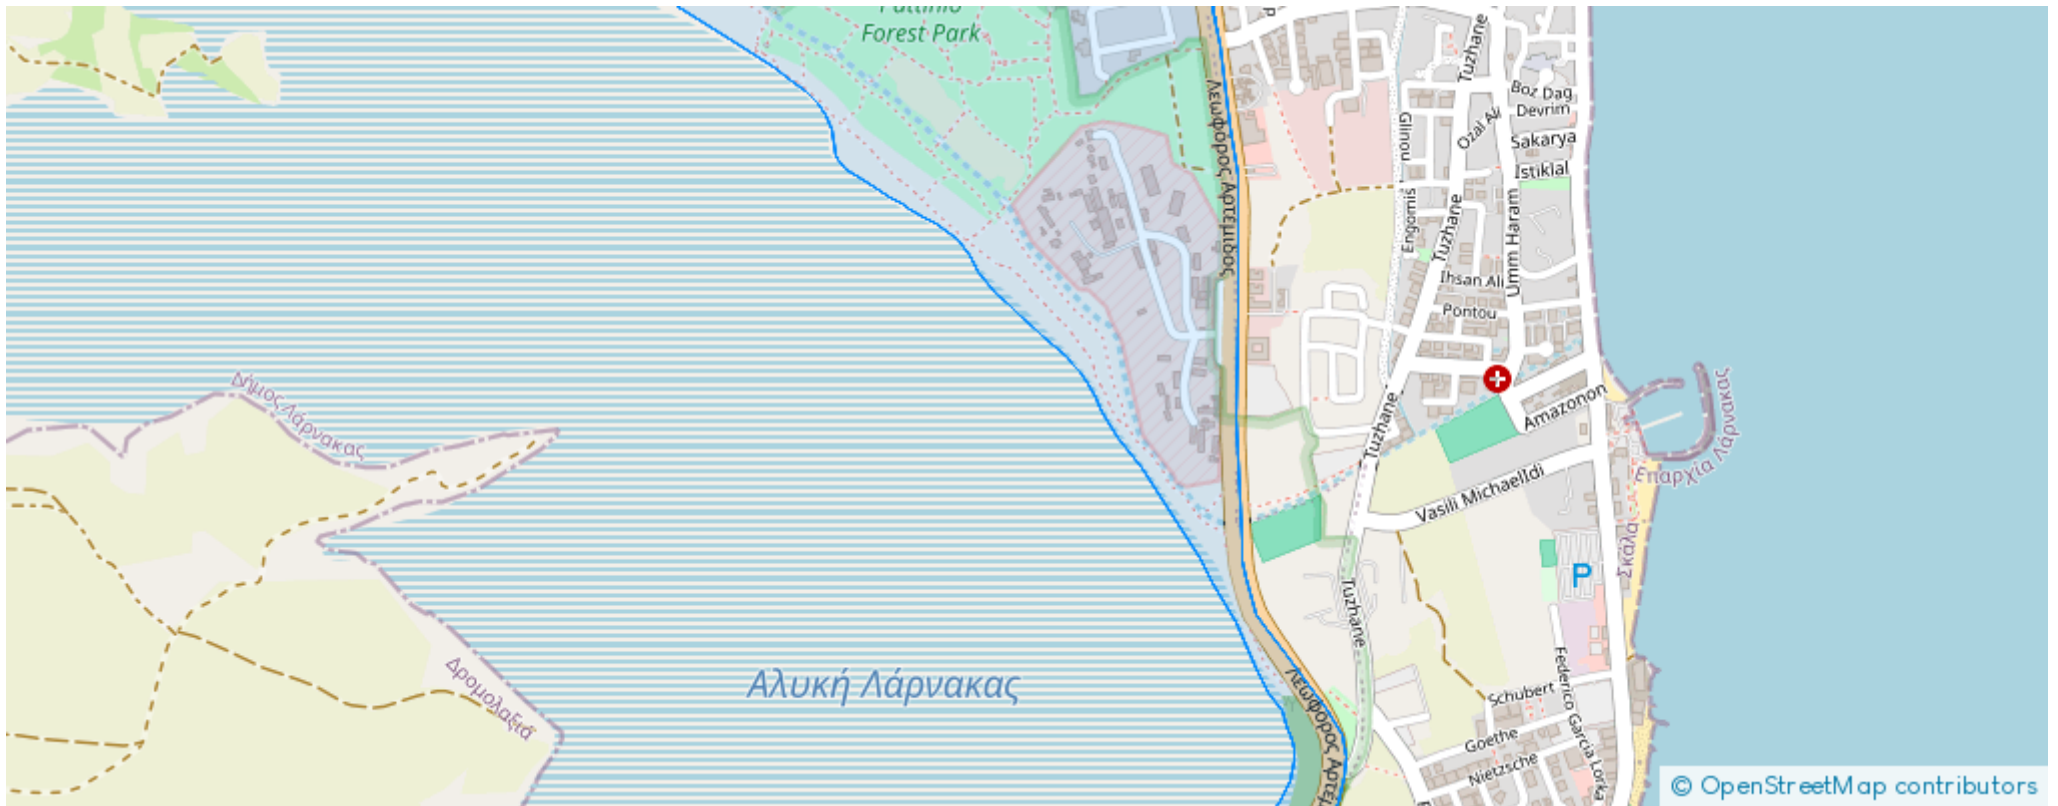 Forest Park
Tuzhane
Boz Dag
Devrim
Ozal Ali
Sakarya
Istiklal
Glinou
Λεωφόρος Αρτέμιδος
Engomis
Tuzhane
Umm Haram
Ihsan Ali
Pontou
Δήμος Λάρνακας
Amazonon
Tuzhane
Vasili Michaelidi
Επαρχία Λάρνακας
Σκάλα
P
Tuzhane
Δρομολαξιά
Αλυκή Λάρνακας
Λεωφόρος Αρτέμ
Federico Garcia Lorka
Schubert
Goethe
Nietzsche
© OpenStreetMap contributors